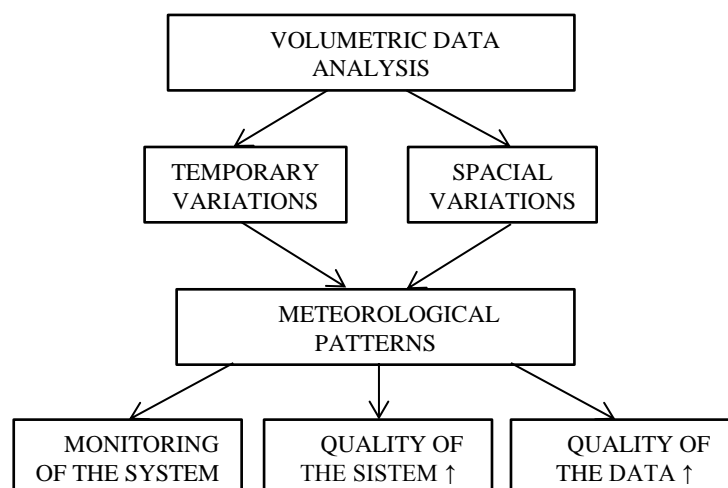 VOLUMETRIC DATA
ANALYSIS
TEMPORARY
VARIATIONS
SPACIAL
VARIATIONS
METEOROLOGICAL
PATTERNS
MONITORING
OF THE SYSTEM
QUALITY OF
THE SISTEM ↑
QUALITY OF
THE DATA ↑